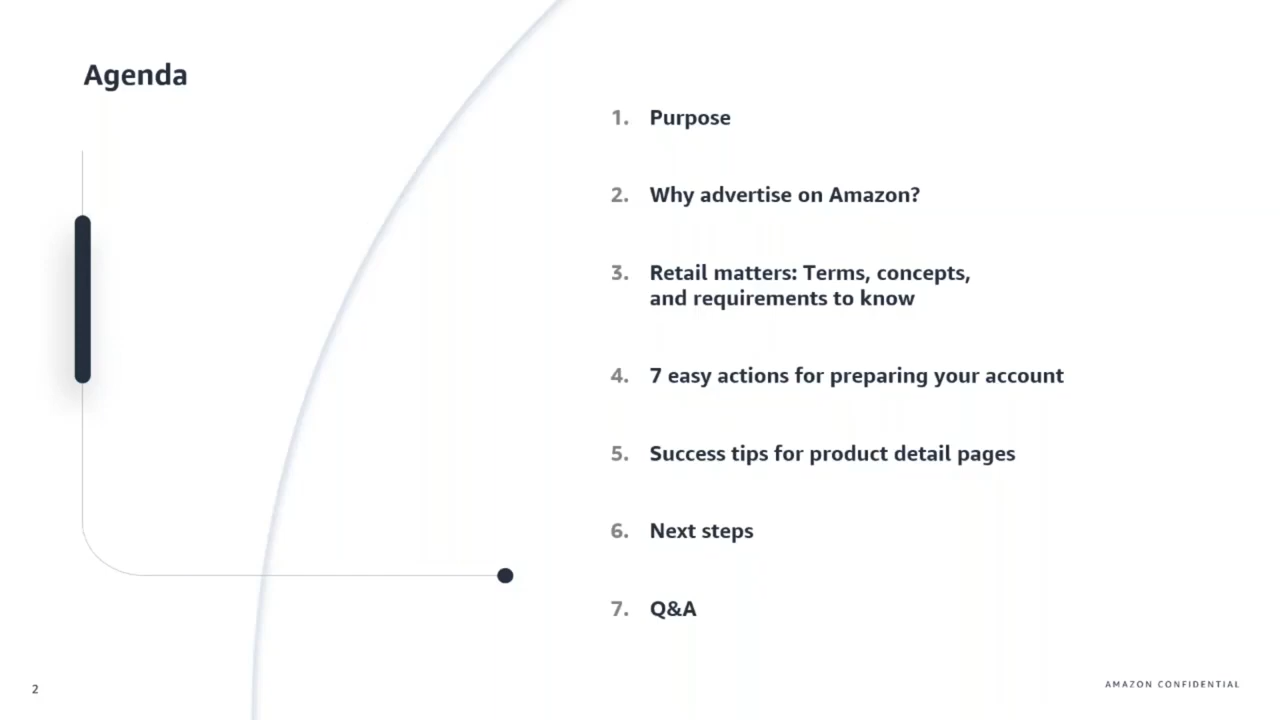 Agenda
1. Purpose
2. Why advertise on Amazon?
3. Retail matters: Terms, concepts,
and requirements to know
4. 7 easy actions for preparing your account
5. Success tips for product detail pages
6. Next steps
7. Q&A
2
AMAZON CONFIDENTIAL